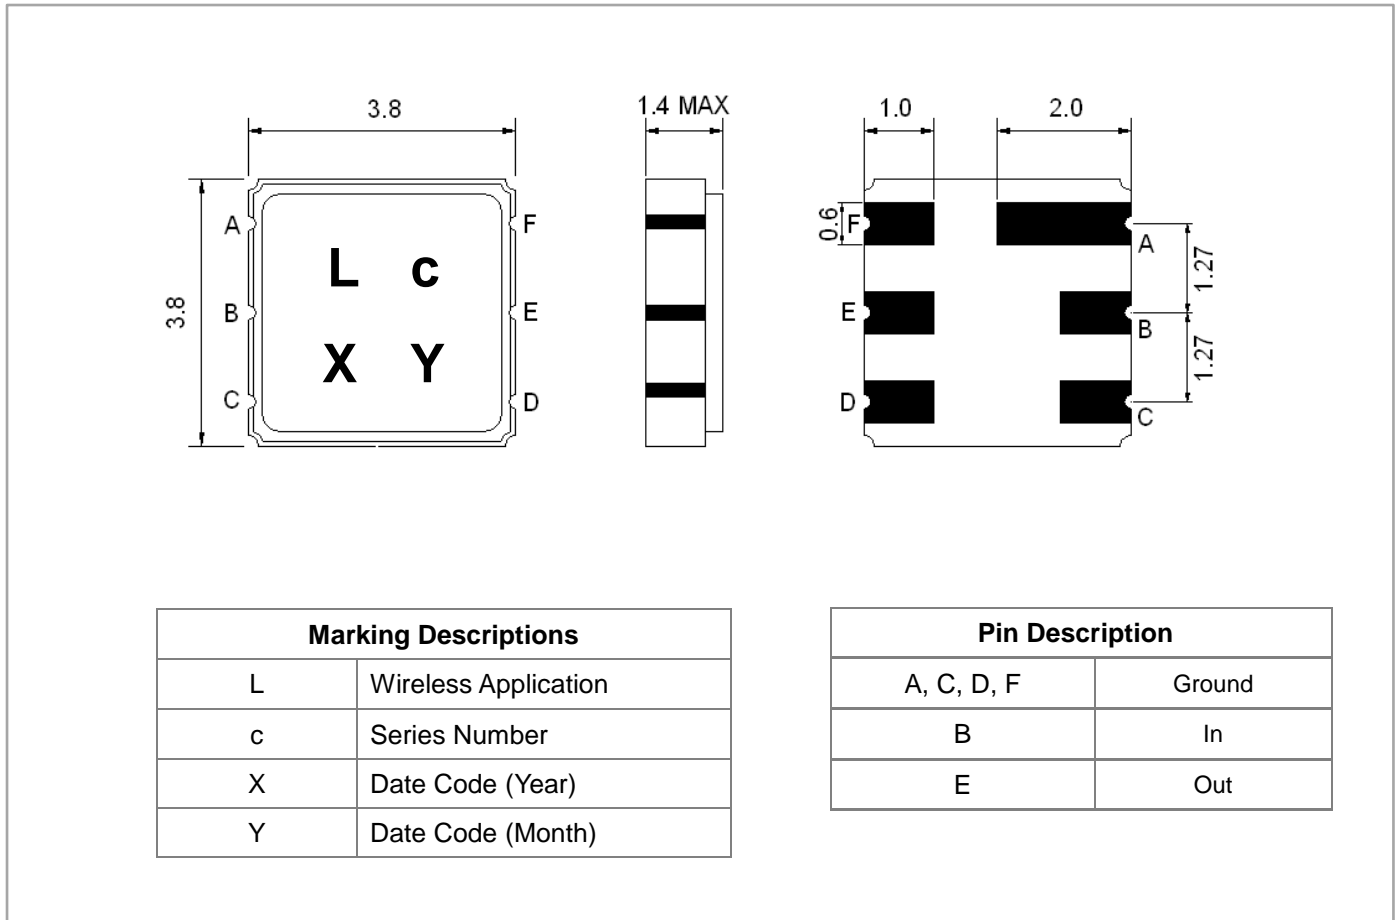 3.8
1.4 MAX
1.0
2.0
A
F
L c
0.6
F
A
1.27
3.8
B
E
E
B
X Y
1.27
C
D
D
C
Marking Descriptions
L Wireless Application
c Series Number
X Date Code (Year)
Y Date Code (Month)
Pin Description
A, C, D, F Ground
B In
E Out